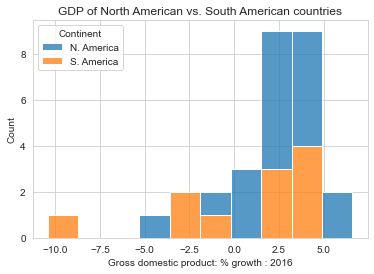 GDP of North American vs. South American countries
Continent
N. America
S. America
Count
8
6
4
2
0
−10.0 −7.5 −5.0 −2.5 0.0 2.5 5.0
Gross domestic product: % growth : 2016